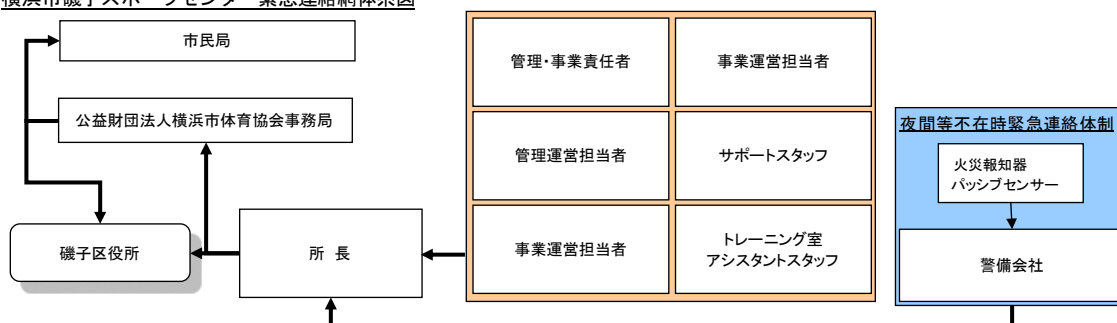 横浜市磯子スポーツセンター緊急連絡網体系図
市民局
公益財団法人横浜市体育協会事務局
磯子区役所
所 長
管理・事業責任者
事業運営担当者
管理運営担当者
サポートスタッフ
事業運営担当者
トレーニング室
アシスタントスタッフ
夜間等不在時緊急連絡体制
火災報知器
パッシブセンサー
警備会社